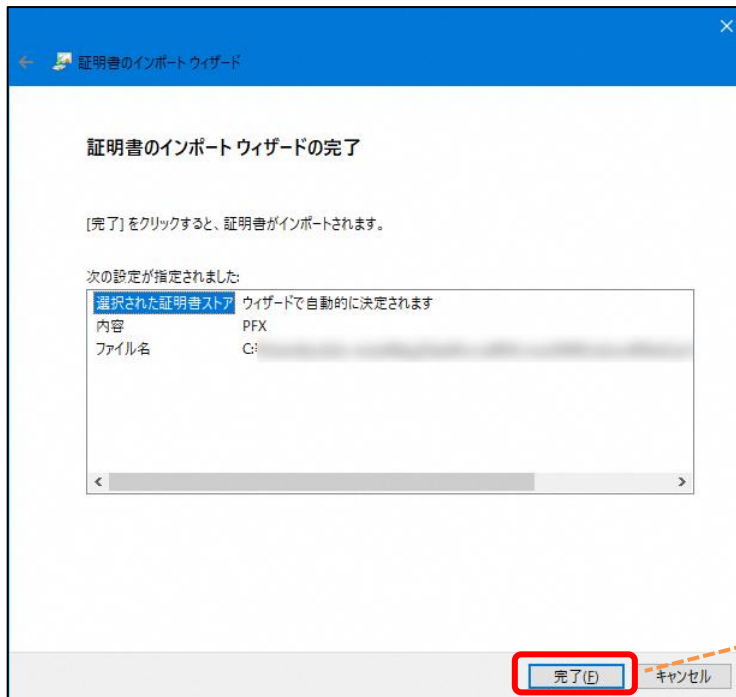 証明書のインポート ウィザード
証明書のインポート ウィザードの完了
[完了] をクリックすると、証明書がインポートされます。
次の設定が指定されました:
選択された証明書ストア ウィザードで自動的に決定されます
内容 PFX
ファイル名 C:¥
完了(F) キャンセル